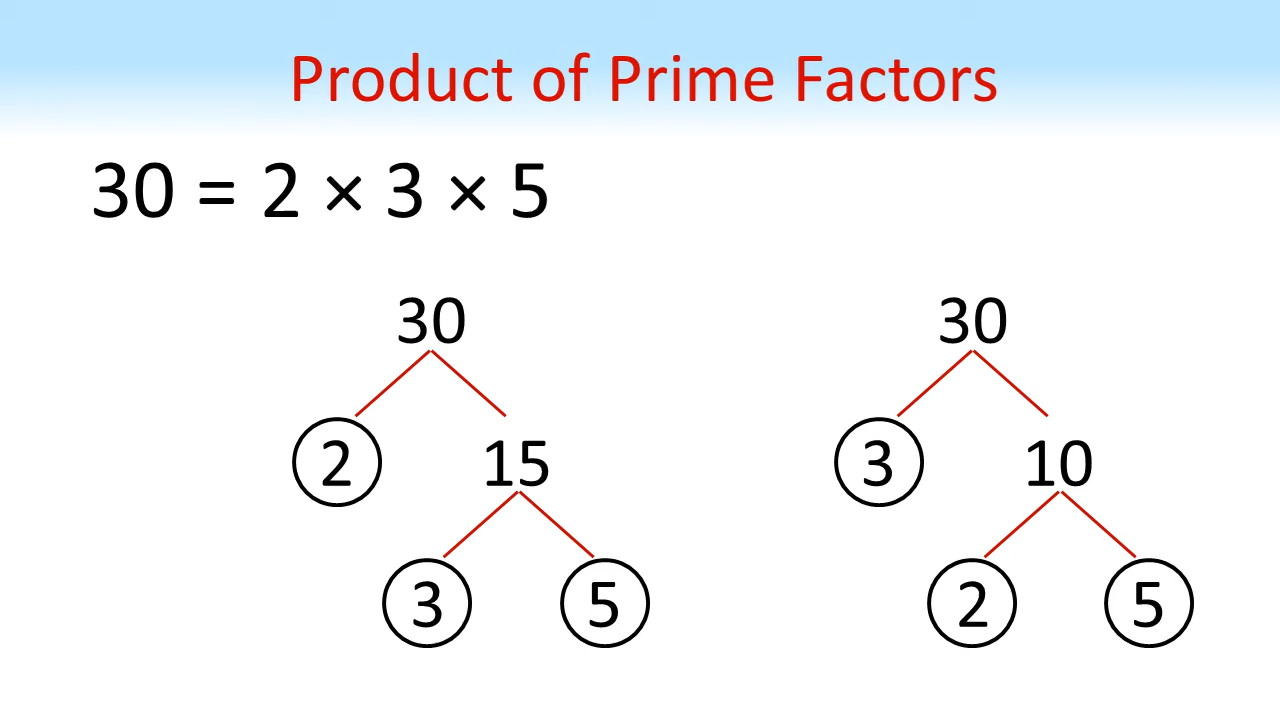 Product of Prime Factors
30 = 2 × 3 × 5
30 30
2 15 3 10
3 5 2 5